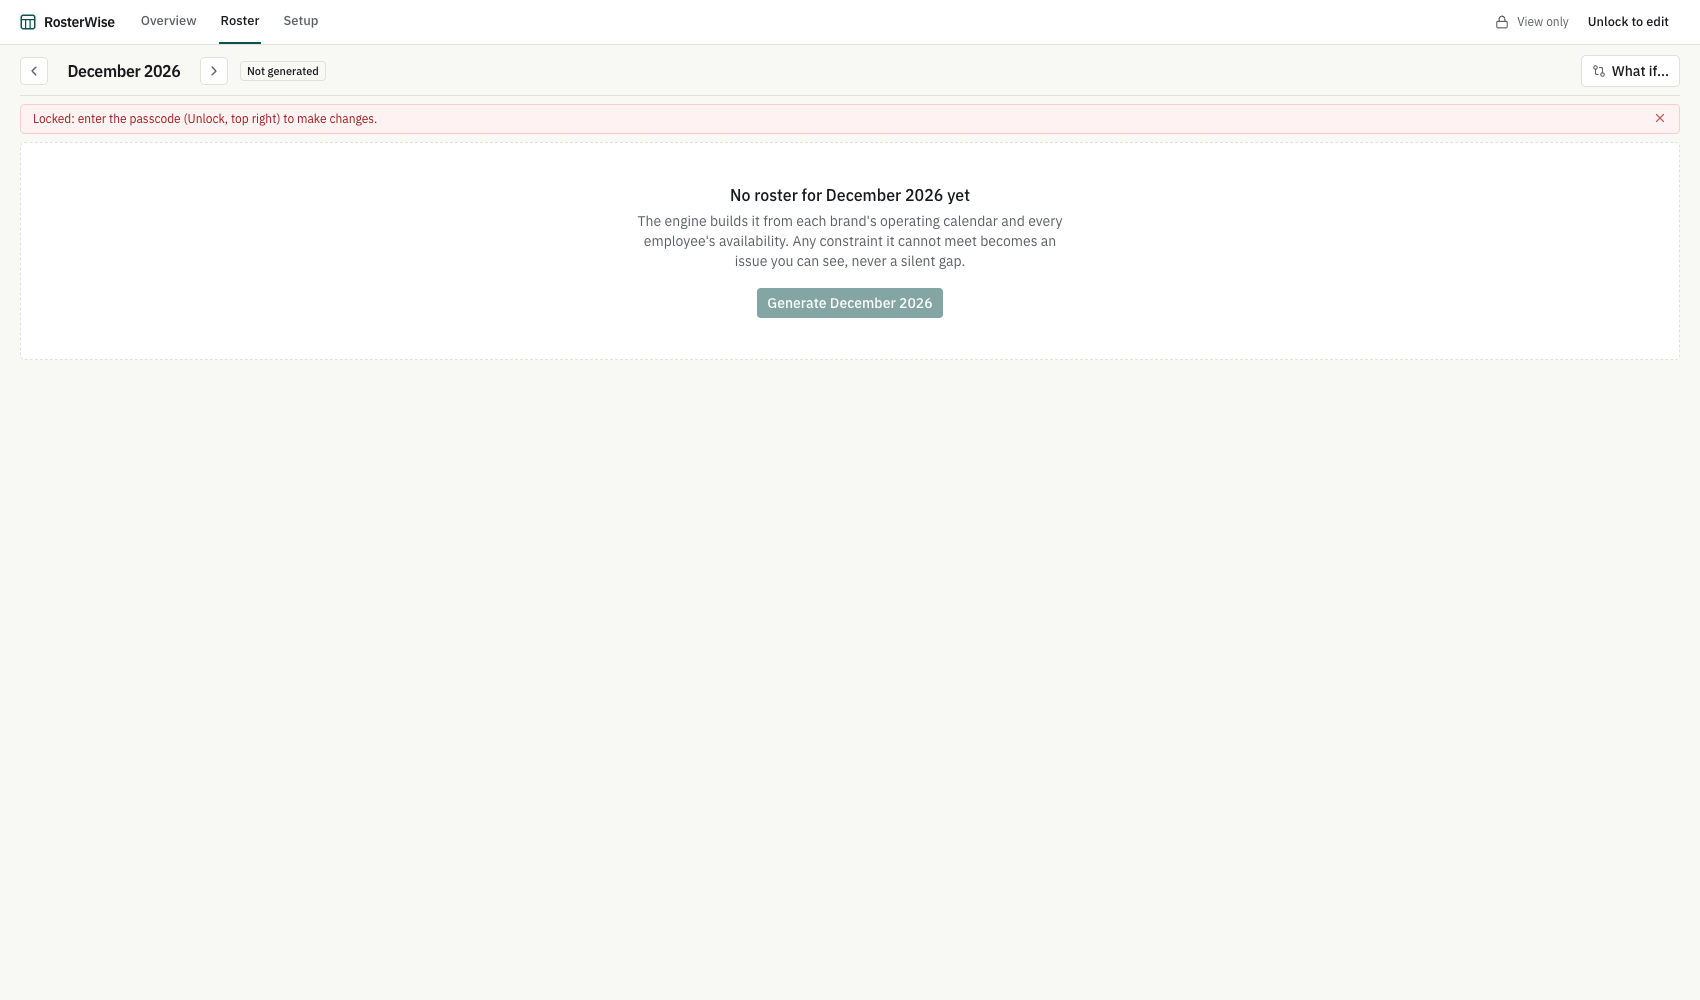 RosterWise
Overview
Roster
Setup
View only
Unlock to edit
December 2026
Not generated
What if...
Locked: enter the passcode (Unlock, top right) to make changes.
No roster for December 2026 yet
The engine builds it from each brand's operating calendar and every
employee's availability. Any constraint it cannot meet becomes an
issue you can see, never a silent gap.
Generate December 2026